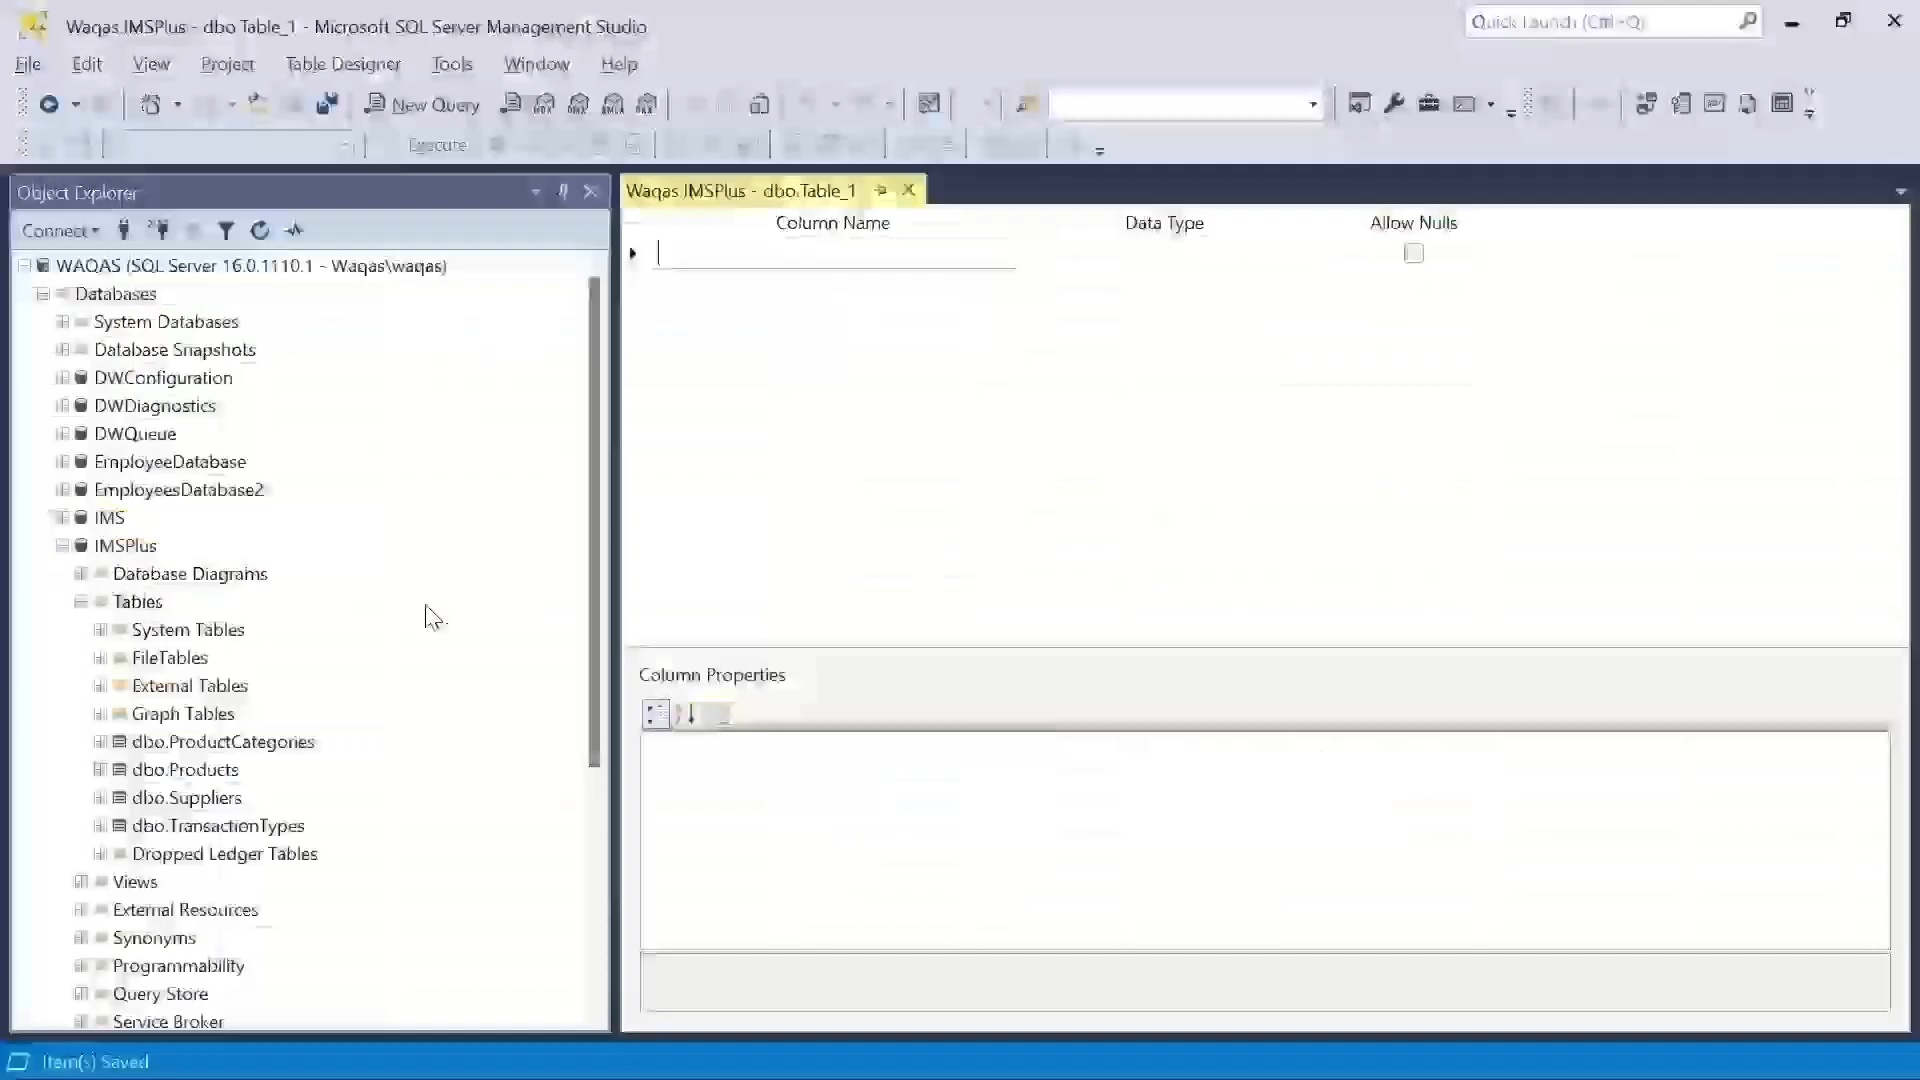 Waqas.IMSPlus - dbo.Table_1 - Microsoft SQL Server Management Studio
Quick Launch (Ctrl+Q)
File Edit View Project Table Designer Tools Window Help
New Query
Execute
Object Explorer
Waqas.IMSPlus - dbo.Table_1
Connect
Column Name Data Type Allow Nulls
WAQAS (SQL Server 16.0.1110.1 - Waqas\waqas)
Databases
System Databases
Database Snapshots
DWConfiguration
DWDiagnostics
DWQueue
EmployeeDatabase
EmployeesDatabase2
IMS
IMSPlus
Database Diagrams
Tables
System Tables
FileTables
External Tables
Graph Tables
dbo.ProductCategories
dbo.Products
dbo.Suppliers
dbo.TransactionTypes
Dropped Ledger Tables
Views
External Resources
Synonyms
Programmability
Query Store
Service Broker
Column Properties
Item(s) Saved